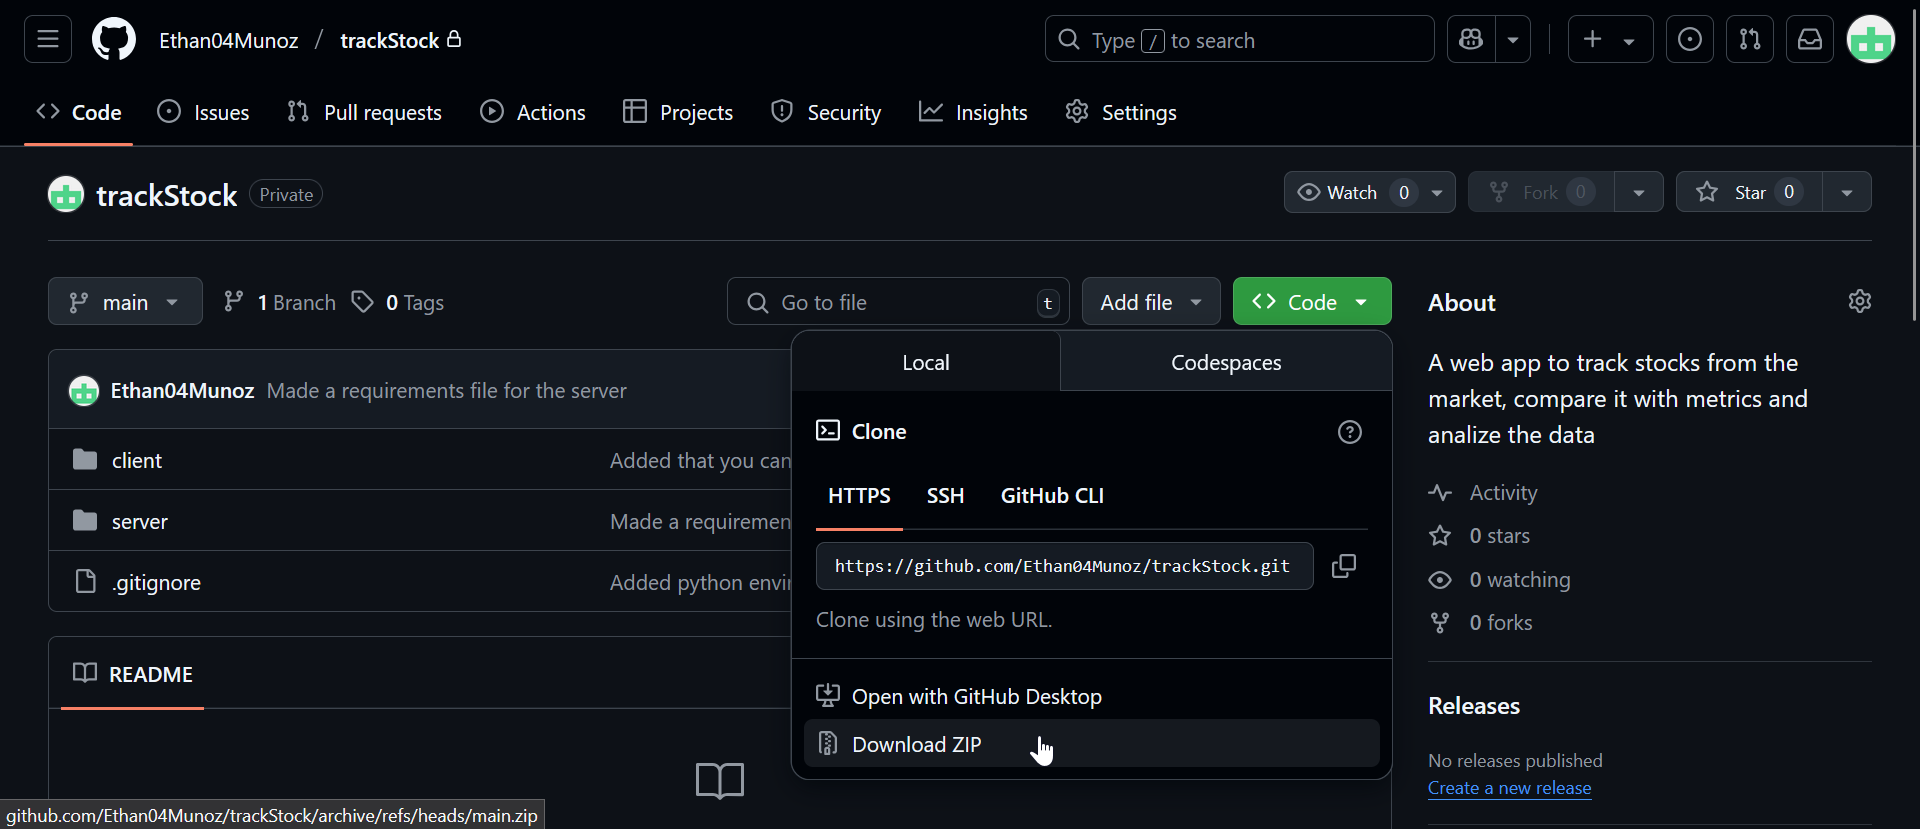 Ethan04Munoz / trackStock
Type / to search
Code
Issues
Pull requests
Actions
Projects
Security
Insights
Settings
trackStock
Private
Watch 0
Fork 0
Star 0
main
1 Branch
0 Tags
Go to file
t
Add file
Code
Local
Codespaces
Clone
HTTPS
SSH
GitHub CLI
https://github.com/Ethan04Munoz/trackStock.git
Clone using the web URL.
Open with GitHub Desktop
Download ZIP
Ethan04Munoz Made a requirements file for the server
client
Added that you can
server
Made a requiremen
.gitignore
Added python envi
README
About
A web app to track stocks from the
market, compare it with metrics and
analize the data
Activity
0 stars
0 watching
0 forks
Releases
No releases published
Create a new release
github.com/Ethan04Munoz/trackStock/archive/refs/heads/main.zip